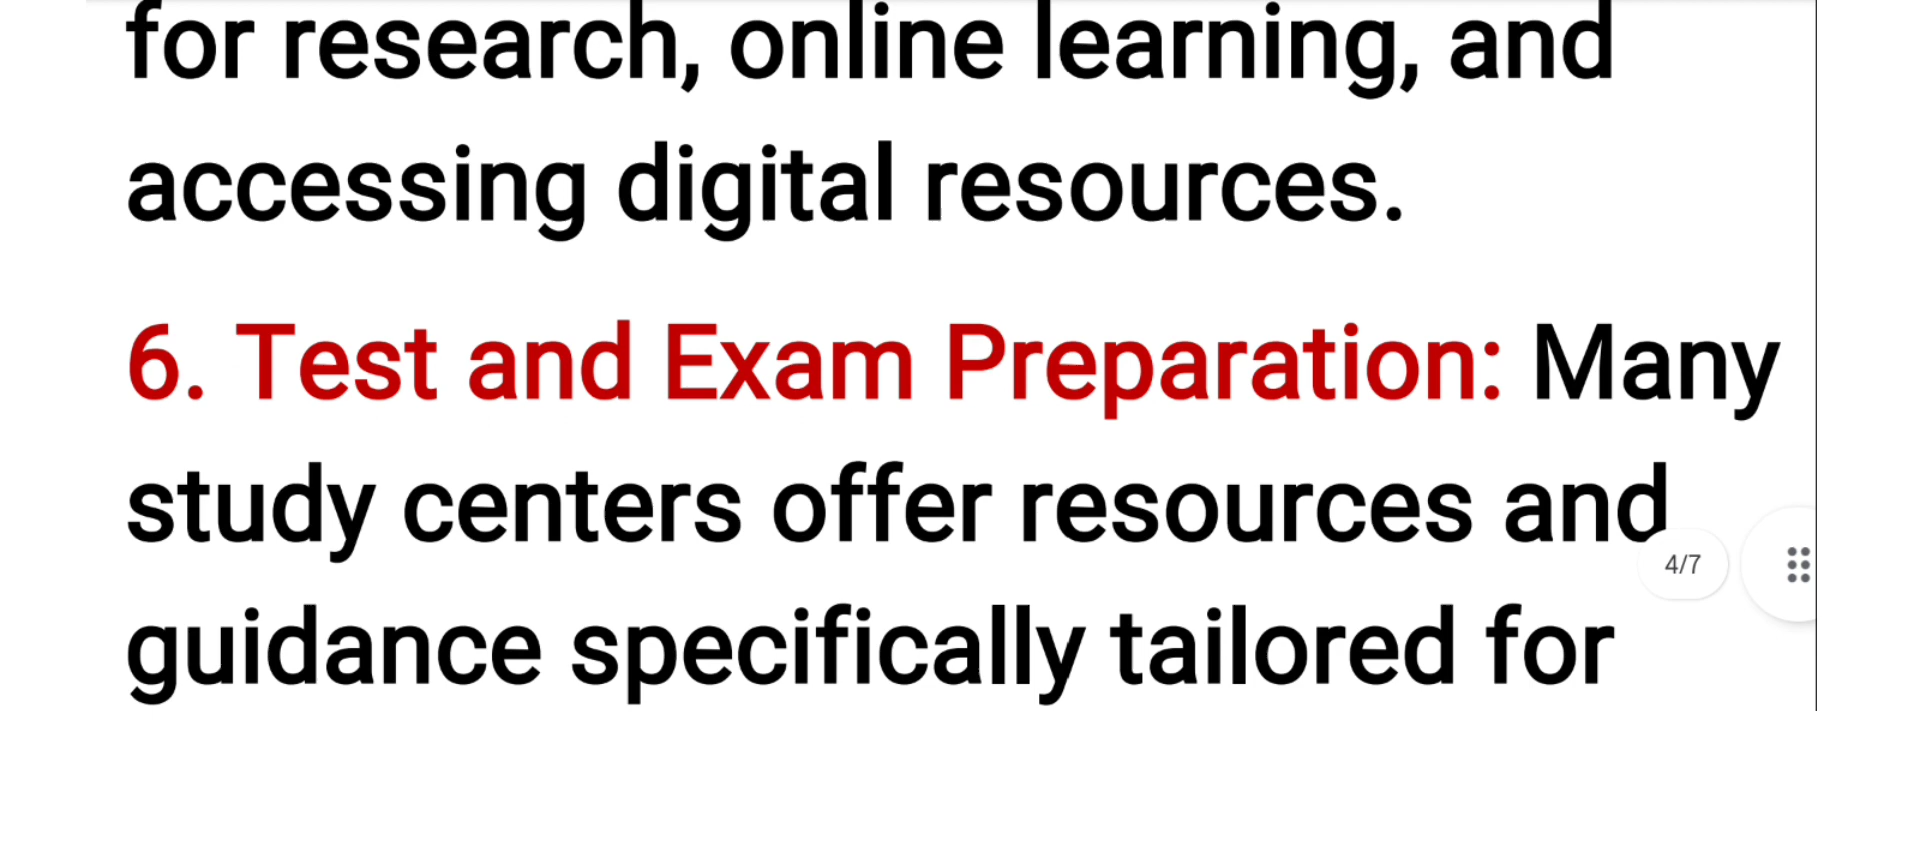 for research, online learning, and
accessing digital resources.
6. Test and Exam Preparation: Many
study centers offer resources and
4/7
guidance specifically tailored for